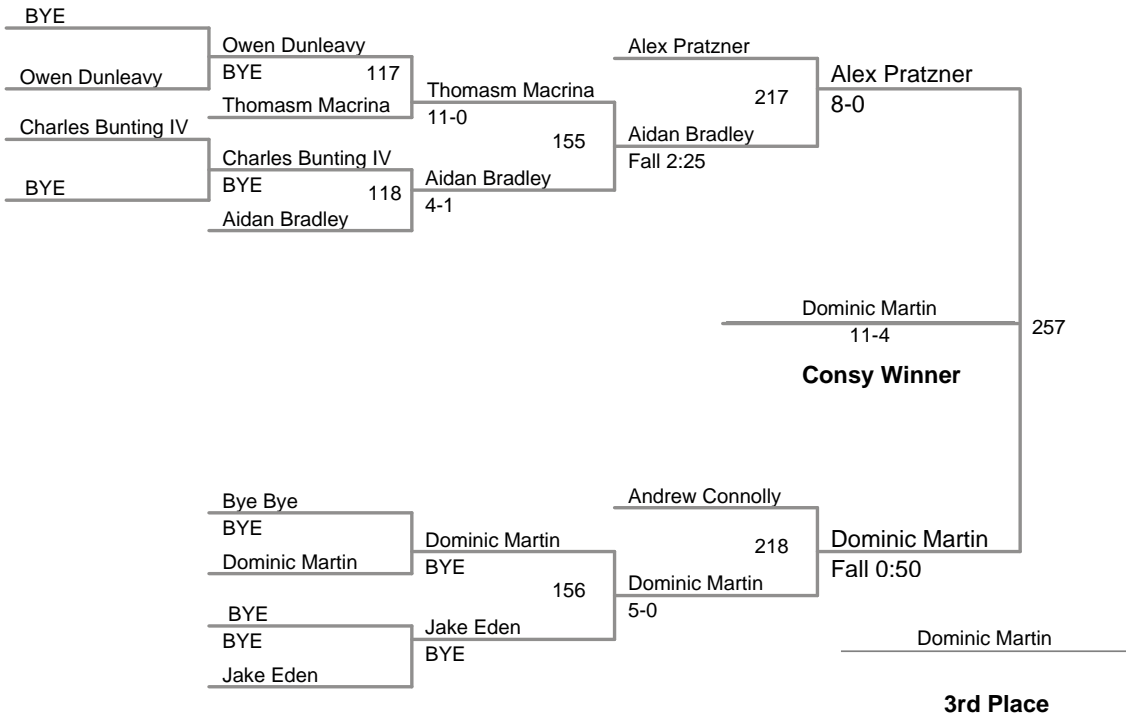 BYE
Owen Dunleavy
Charles Bunting IV
BYE
Owen Dunleavy
BYE
117
Thomasm Macrina
Charles Bunting IV
BYE
118
Aidan Bradley
Thomasm Macrina
11-0
155
Aidan Bradley
4-1
Alex Pratzner
217
Aidan Bradley
Fall 2:25
Alex Pratzner
8-0
Dominic Martin
11-4
257
Consy Winner
Bye Bye
BYE
Dominic Martin
BYE
BYE
Jake Eden
Dominic Martin
BYE
156
Jake Eden
BYE
Andrew Connolly
218
Dominic Martin
5-0
Dominic Martin
Fall 0:50
Dominic Martin
3rd Place